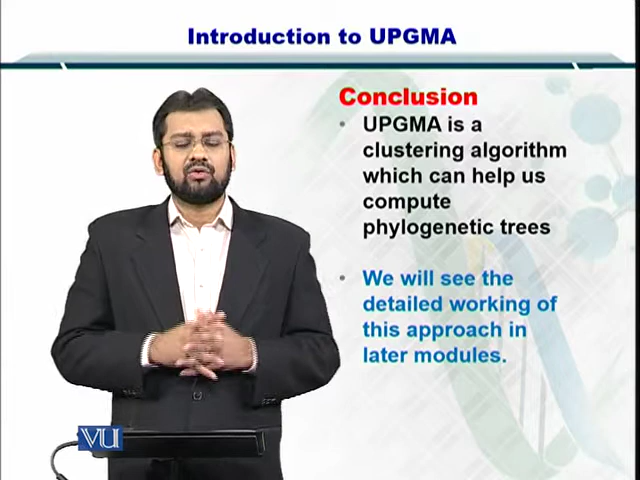 Introduction to UPGMA
Conclusion
• UPGMA is a
clustering algorithm
which can help us
compute
phylogenetic trees
• We will see the
detailed working of
this approach in
later modules.
VU